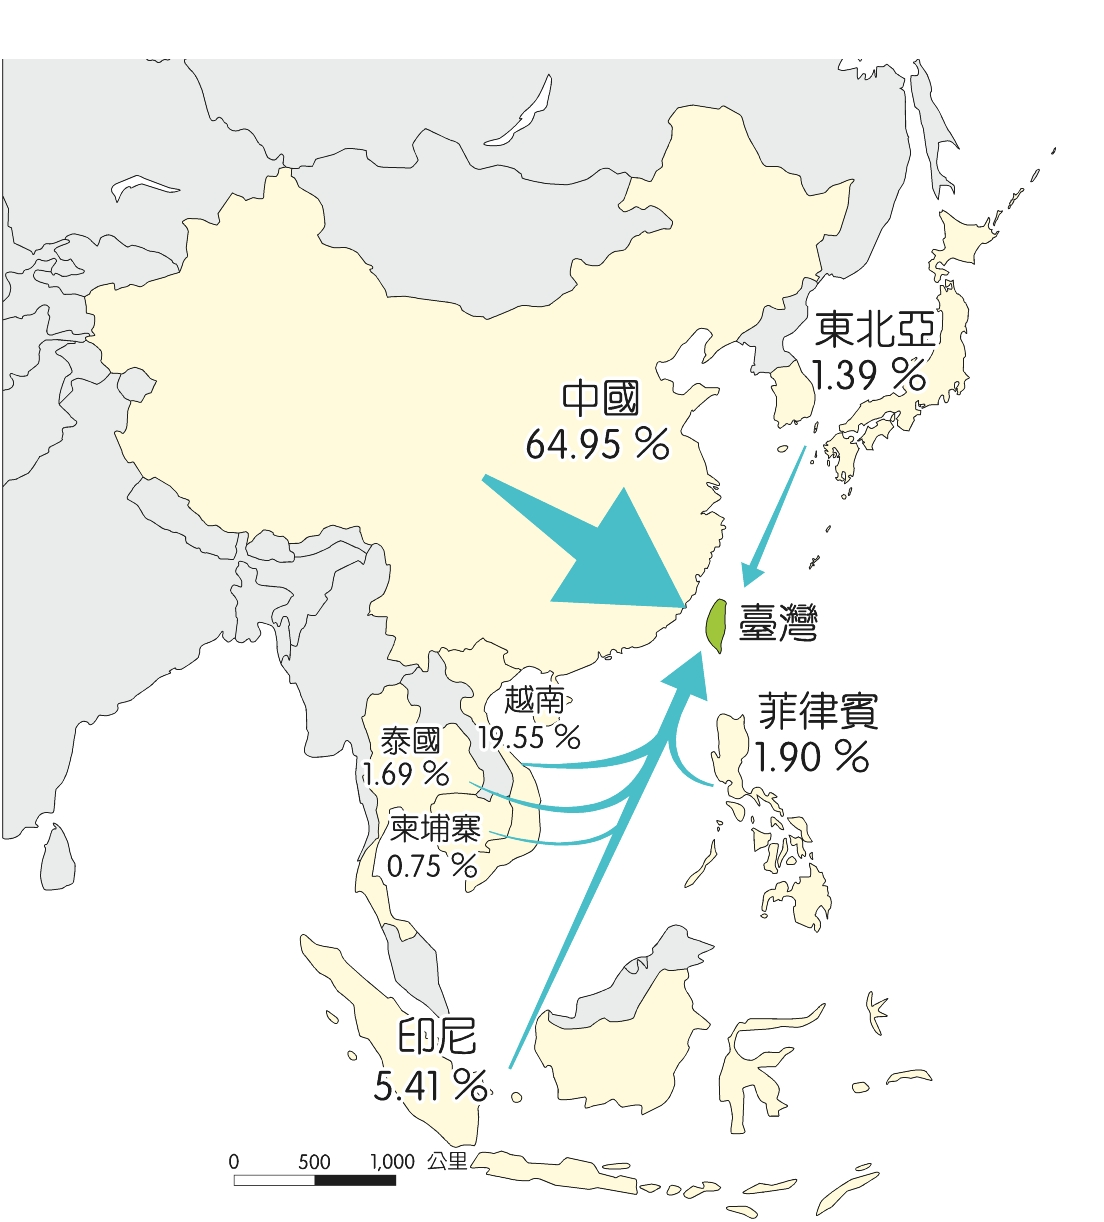 東北亞
1.39 %
中國
64.95 %
臺灣
越南
19.55 %
菲律賓
1.90 %
泰國
1.69 %
柬埔寨
0.75 %
印尼
5.41 %
0 500 1,000 公里